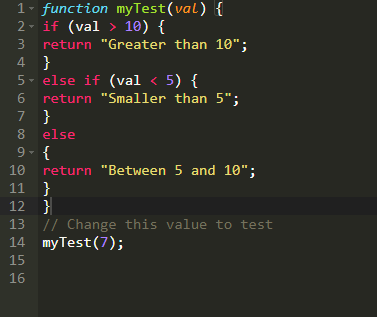 1 function myTest(val) {
2 if (val > 10) {
3 return "Greater than 10";
4 }
5 else if (val < 5) {
6 return "Smaller than 5";
7 }
8 else
9 {
10 return "Between 5 and 10";
11 }
12 }
13 // Change this value to test
14 myTest(7);
15
16